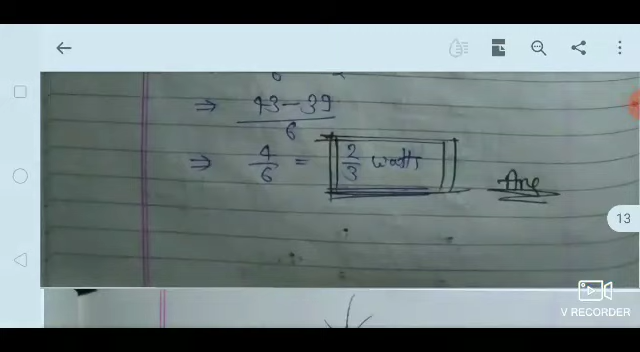 ⇒ 43-39
6
⇒ 4/6 = 2/3 watt
Ans
13
V RECORDER